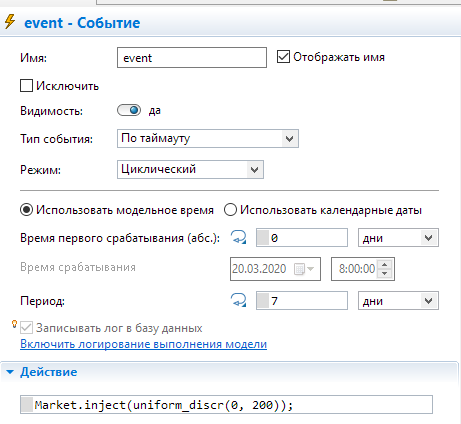 event - Событие
Имя: event Отображать имя
Исключить
Видимость: да
Тип события: По таймауту
Режим: Циклический
Использовать модельное время Использовать календарные даты
Время первого срабатывания (абс.): 0 дни
Время срабатывания 20.03.2020 8:00:00
Период: 7 дни
Записывать лог в базу данных
Включить логирование выполнения модели
Действие
Market.inject(uniform_discr(0, 200));